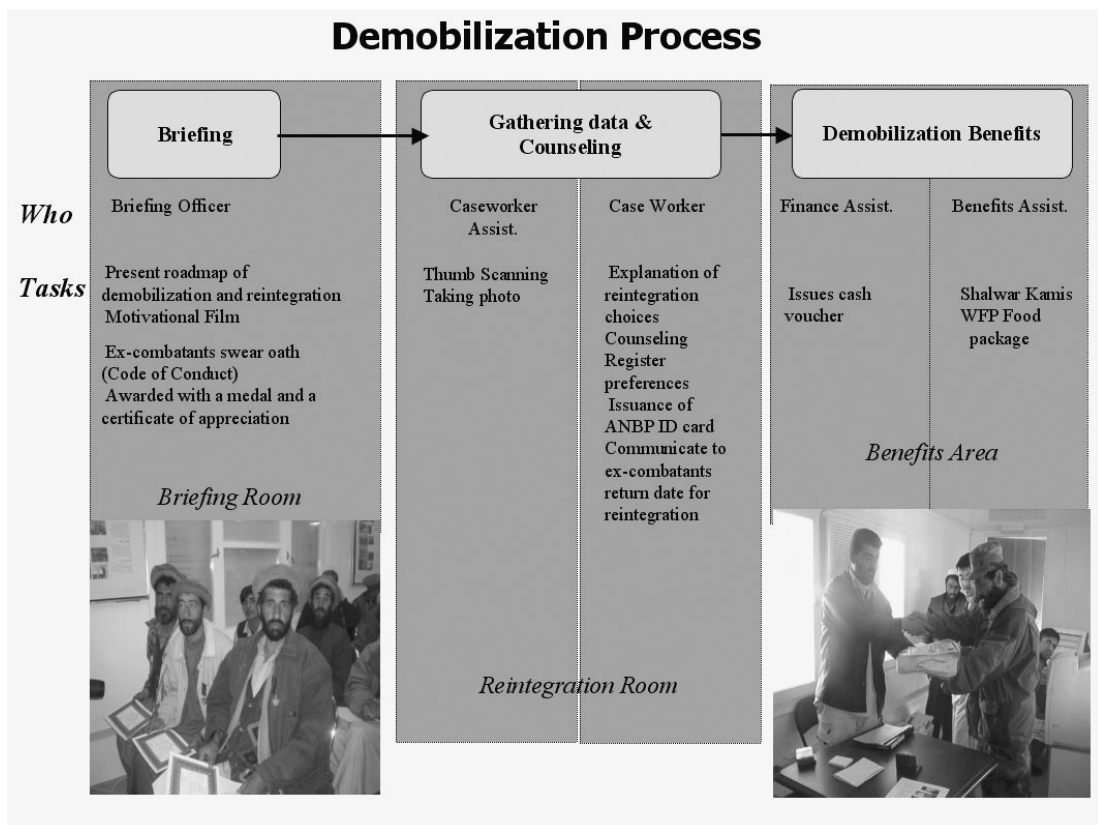 Demobilization Process
Briefing
Gathering data &
Counseling
Demobilization Benefits
Who
Briefing Officer
Caseworker
Assist.
Case Worker
Finance Assist.
Benefits Assist.
Tasks
Present roadmap of
demobilization and reintegration
Motivational Film
Ex-combatants swear oath
(Code of Conduct)
Awarded with a medal and a
certificate of appreciation
Briefing Room
Thumb Scanning
Taking photo
Explanation of
reintegration
choices
Counseling
Register
preferences
Issuance of
ANBP ID card
Communicate to
ex-combatants
return date for
reintegration
Reintegration Room
Issues cash
voucher
Shalwar Kamis
WFP Food
package
Benefits Area